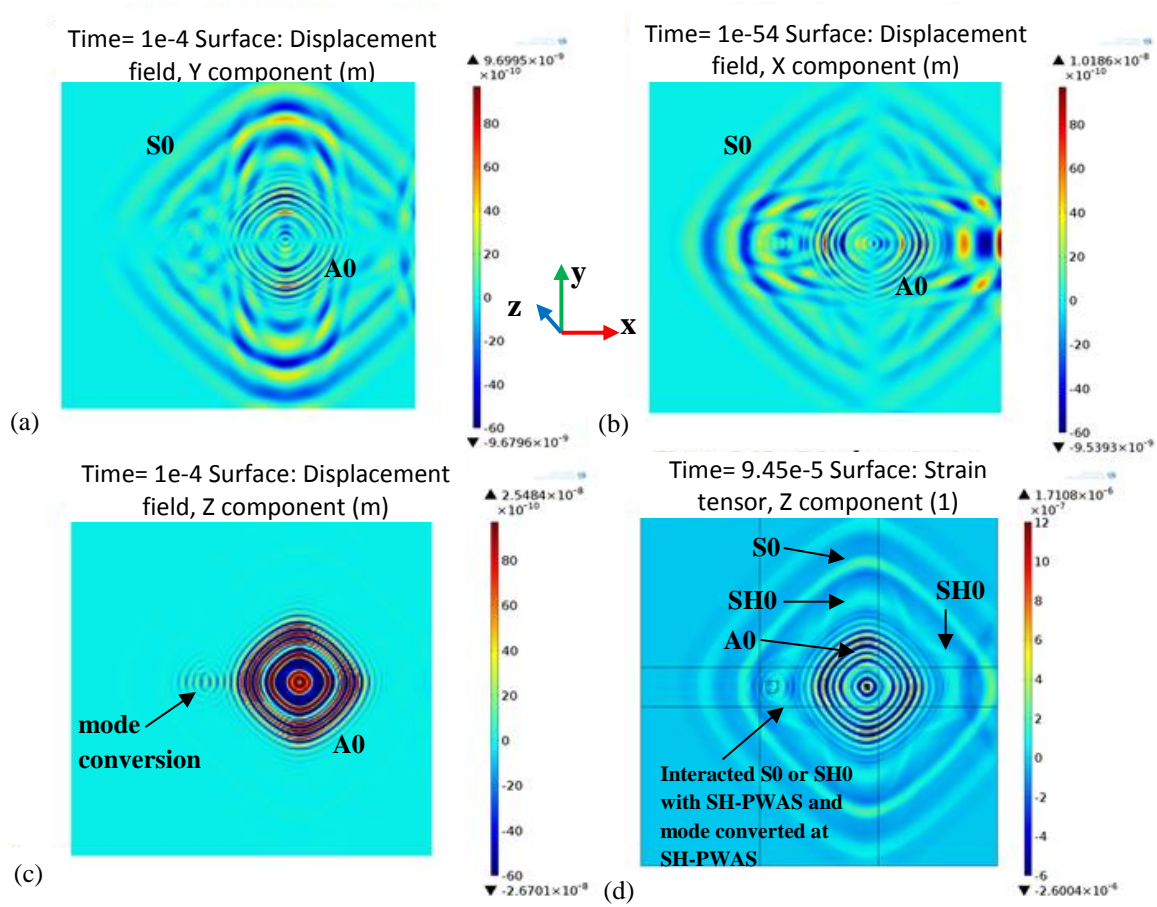 Time= 1e-4 Surface: Displacement
field, Y component (m)
9.6995×10⁻⁹
×10⁻¹⁰
80
60
40
20
0
-20
-40
-60
-9.6796×10⁻⁹
S0
A0
(a)
Time= 1e-54 Surface: Displacement
field, X component (m)
1.0186×10⁻⁸
×10⁻¹⁰
80
60
40
20
0
-20
-40
-60
-9.5393×10⁻⁹
S0
A0
(b)
y
z
x
Time= 1e-4 Surface: Displacement
field, Z component (m)
2.5484×10⁻⁸
×10⁻¹⁰
80
60
40
20
0
-20
-40
-60
-2.6701×10⁻⁸
mode
conversion
A0
(c)
Time= 9.45e-5 Surface: Strain
tensor, Z component (1)
1.7108×10⁻⁶
×10⁻⁷
12
10
8
6
4
2
0
-2
-4
-6
-2.6004×10⁻⁶
S0
SH0
SH0
A0
Interacted S0 or SH0
with SH-PWAS and
mode converted at
SH-PWAS
(d)